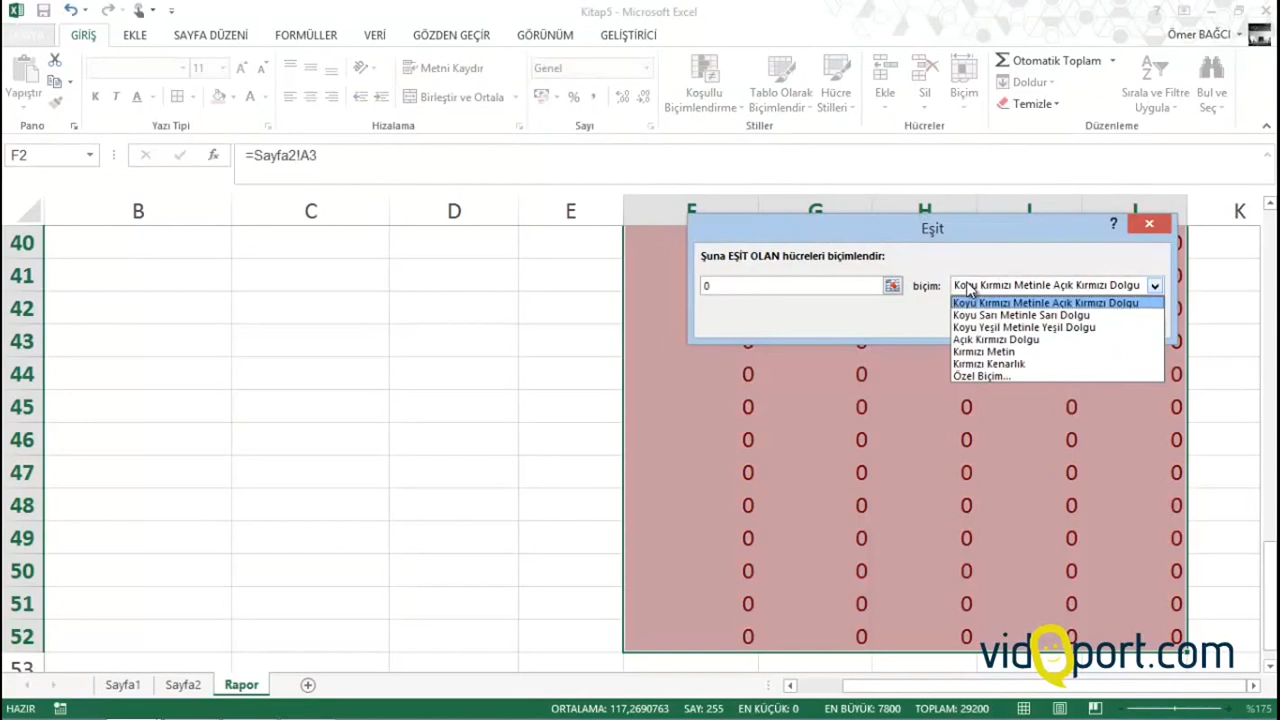 Kitap5 - Microsoft Excel
GİRİŞ EKLE SAYFA DÜZENİ FORMÜLLER VERİ GÖZDEN GEÇİR GÖRÜNÜM GELİŞTİRİCİ
Ömer BAĞCI
Yapıştır
11
K T A
Metni Kaydır
Birleştir ve Ortala
Genel
Koşullu Biçimlendirme
Tablo Olarak Biçimlendir
Hücre Stilleri
Ekle Sil Biçim
Otomatik Toplam
Doldur
Temizle
Sırala ve Filtre Uygula
Bul ve Seç
Pano Yazı Tipi Hizalama Sayı Stiller Hücreler Düzenleme
F2 fx =Sayfa2!A3
B C D E F G H I J K
Eşit
Şuna EŞİT OLAN hücreleri biçimlendir:
0 biçim: Koyu Kırmızı Metinle Açık Kırmızı Dolgu
Koyu Kırmızı Metinle Açık Kırmızı Dolgu
Koyu Sarı Metinle Sarı Dolgu
Koyu Yeşil Metinle Yeşil Dolgu
Açık Kırmızı Dolgu
Kırmızı Metin
Kırmızı Kenarlık
Özel Biçim...
40
41
42
43
44 0 0 0 0 0
45 0 0 0 0 0
46 0 0 0 0 0
47 0 0 0 0 0
48 0 0 0 0 0
49 0 0 0 0 0
50 0 0 0 0 0
51 0 0 0 0 0
52 0 0 0 0 0
53
vidoport.com
Sayfa1 Sayfa2 Rapor
HAZIR ORTALAMA: 117,2690763 SAY: 255 EN KÜÇÜK: 0 EN BÜYÜK: 7800 TOPLAM: 29200 %175